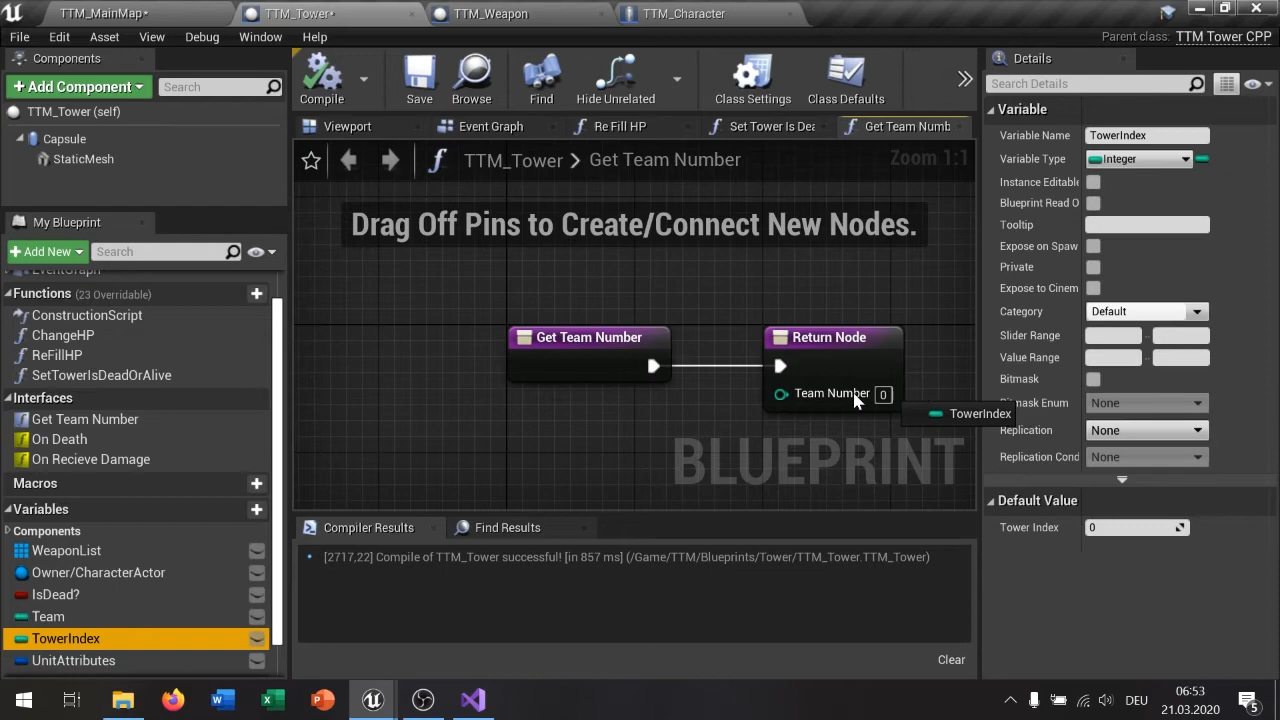 TTM_MainMap*
TTM_Tower*
TTM_Weapon
TTM_Character
File Edit Asset View Debug Window Help
Parent class: TTM Tower CPP
Components
+ Add Component
Search
TTM_Tower (self)
Capsule
StaticMesh
My Blueprint
+ Add New
Search
EventGraph
Functions (23 Overridable)
ConstructionScript
ChangeHP
ReFillHP
SetTowerIsDeadOrAlive
Interfaces
Get Team Number
On Death
On Recieve Damage
Macros
Variables
Components
WeaponList
Owner/CharacterActor
IsDead?
Team
TowerIndex
UnitAttributes
Compile
Save
Browse
Find
Hide Unrelated
Class Settings
Class Defaults
Viewport
Event Graph
Re Fill HP
Set Tower Is Dea
Get Team Numb
TTM_Tower > Get Team Number
Zoom 1:1
Drag Off Pins to Create/Connect New Nodes.
Get Team Number
Return Node
Team Number 0
TowerIndex
BLUEPRINT
Compiler Results
Find Results
[2717,22] Compile of TTM_Tower successful! [in 857 ms] (/Game/TTM/Blueprints/Tower/TTM_Tower.TTM_Tower)
Clear
Details
Search Details
Variable
Variable Name TowerIndex
Variable Type Integer
Instance Editable
Blueprint Read O
Tooltip
Expose on Spaw
Private
Expose to Cinem
Category Default
Slider Range
Value Range
Bitmask
Bitmask Enum None
Replication None
Replication Cond None
Default Value
Tower Index 0
DEU
06:53
21.03.2020
5